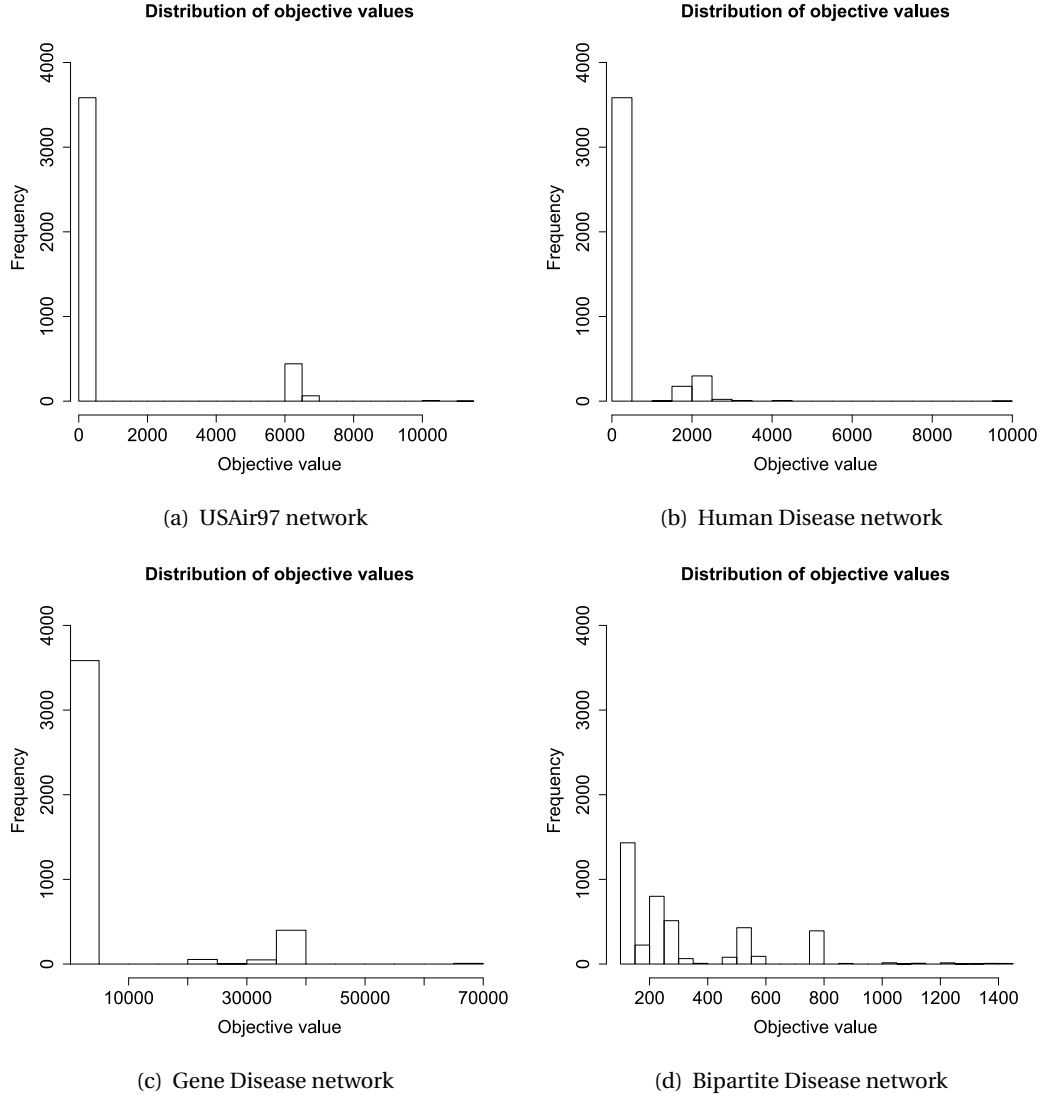 Distribution of objective values
Distribution of objective values
Frequency
0 1000 2000 3000 4000
0 2000 4000 6000 8000 10000
Objective value
(a) USAir97 network
Frequency
0 1000 2000 3000 4000
0 2000 4000 6000 8000 10000
Objective value
(b) Human Disease network
Distribution of objective values
Distribution of objective values
Frequency
0 1000 2000 3000 4000
10000 30000 50000 70000
Objective value
(c) Gene Disease network
Frequency
0 1000 2000 3000 4000
200 400 600 800 1000 1200 1400
Objective value
(d) Bipartite Disease network